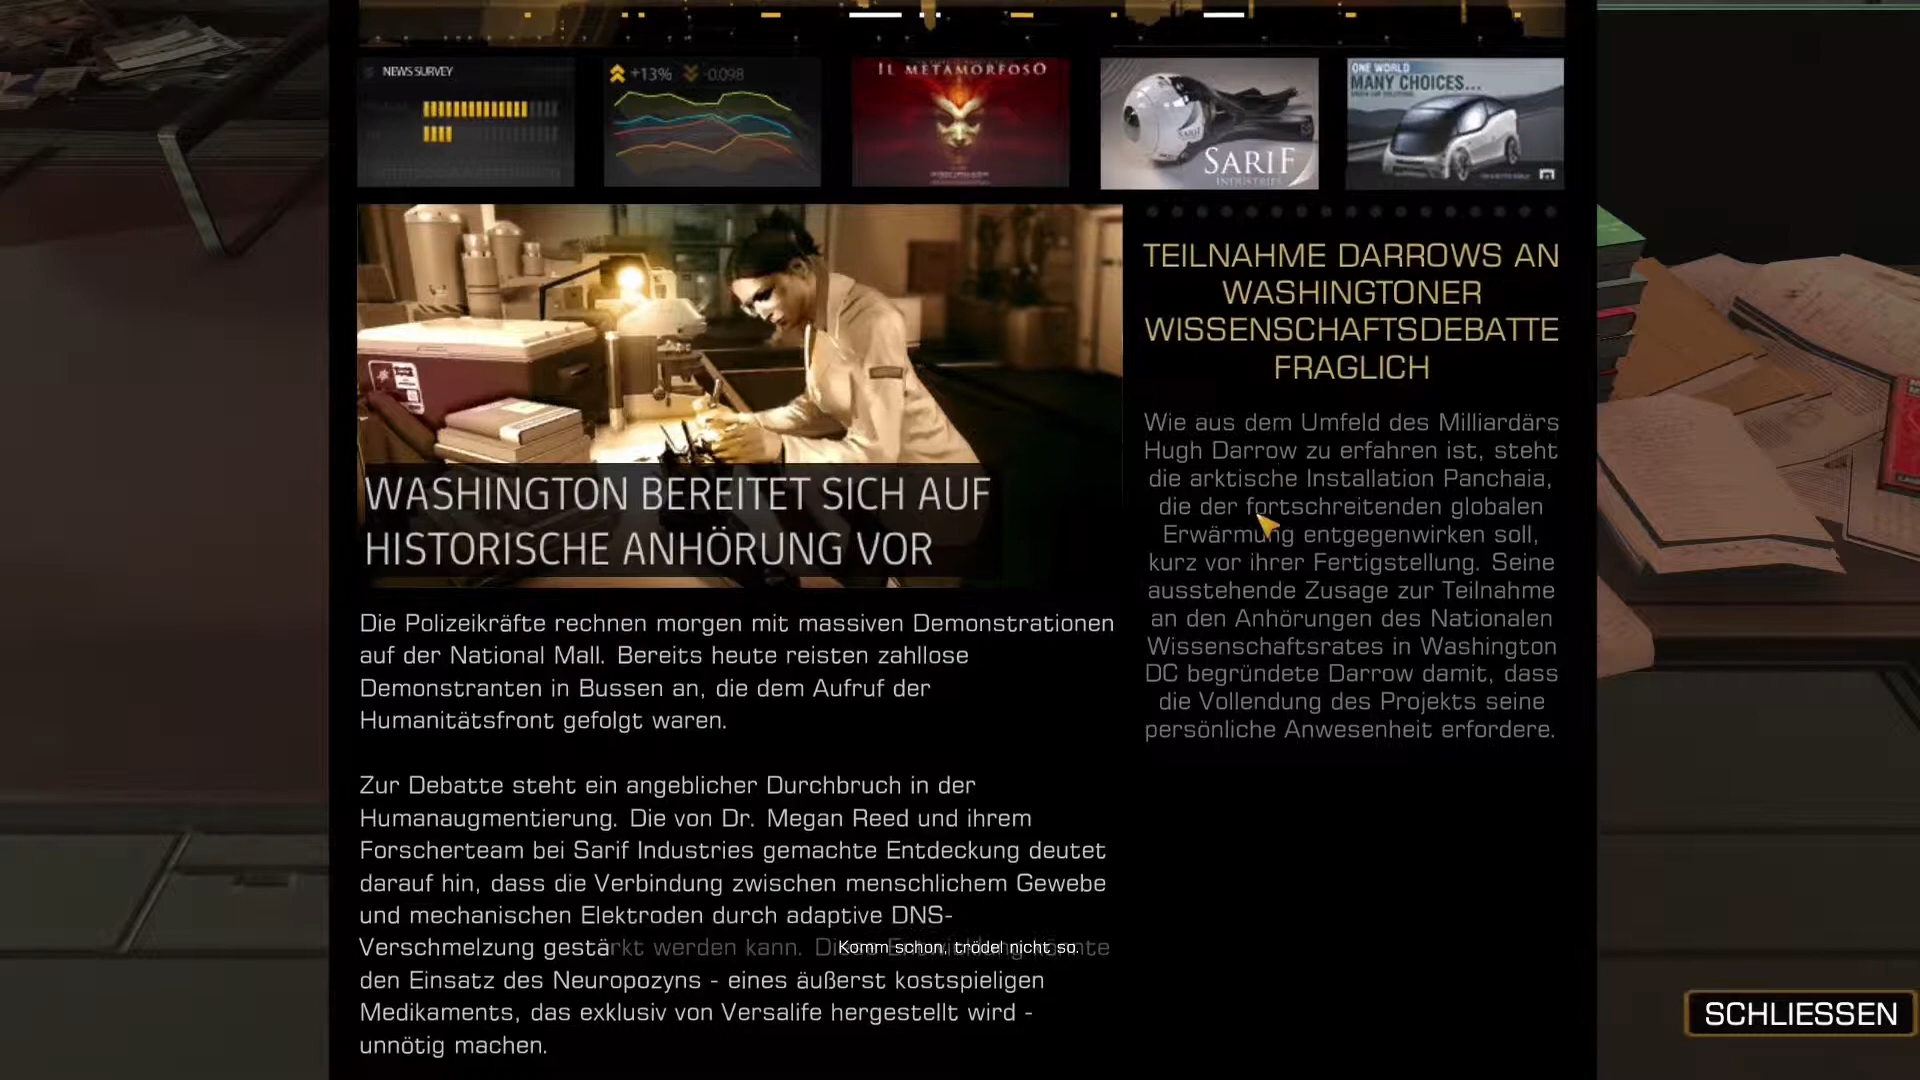 NEWS SURVEY
+13% -0.098
IL METAMORFOSO
SARIF
SARIF
INDUSTRIES
ONE WORLD
MANY CHOICES...
TEILNAHME DARROWS AN
WASHINGTONER
WISSENSCHAFTSDEBATTE
FRAGLICH
Wie aus dem Umfeld des Milliardärs
Hugh Darrow zu erfahren ist, steht
die arktische Installation Panchaia,
die der fortschreitenden globalen
Erwärmung entgegenwirken soll,
kurz vor ihrer Fertigstellung. Seine
ausstehende Zusage zur Teilnahme
an den Anhörungen des Nationalen
Wissenschaftsrates in Washington
DC begründete Darrow damit, dass
die Vollendung des Projekts seine
persönliche Anwesenheit erfordere.
WASHINGTON BEREITET SICH AUF
HISTORISCHE ANHÖRUNG VOR
Die Polizeikräfte rechnen morgen mit massiven Demonstrationen
auf der National Mall. Bereits heute reisten zahllose
Demonstranten in Bussen an, die dem Aufruf der
Humanitätsfront gefolgt waren.
Zur Debatte steht ein angeblicher Durchbruch in der
Humanaugmentierung. Die von Dr. Megan Reed und ihrem
Forscherteam bei Sarif Industries gemachte Entdeckung deutet
darauf hin, dass die Verbindung zwischen menschlichem Gewebe
und mechanischen Elektroden durch adaptive DNS-
Verschmelzung gestärkt werden kann. Diese Entwicklung könnte
Komm schon, trödel nicht so.
den Einsatz des Neuropozyns - eines äußerst kostspieligen
Medikaments, das exklusiv von Versalife hergestellt wird -
unnötig machen.
SCHLIESSEN